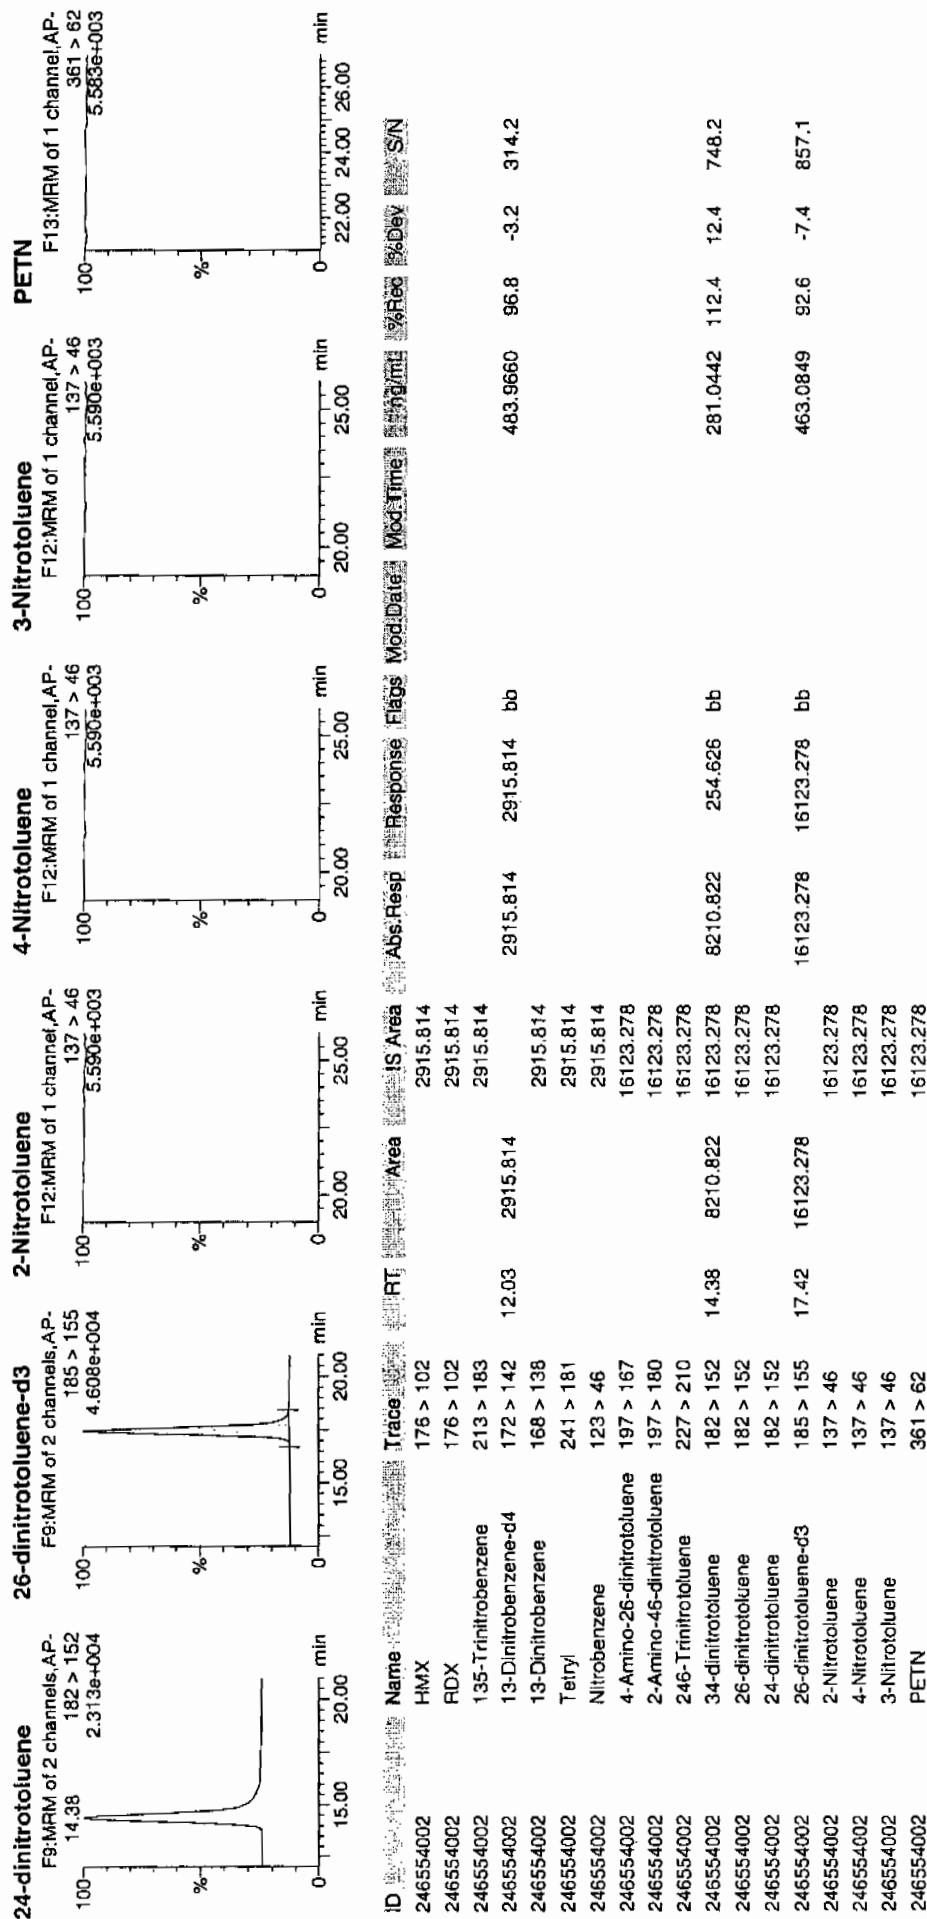 24-dinitrotoluene
F9:MRM of 2 channels,AP-
14.38 182 > 152
2.313e+004
100
%
0
15.00 20.00 min
26-dinitrotoluene-d3
F9:MRM of 2 channels,AP-
185 > 155
4.608e+004
100
%
0
15.00 20.00 min
2-Nitrotoluene
F12:MRM of 1 channel,AP-
137 > 46
5.590e+003
100
%
0
20.00 25.00 min
4-Nitrotoluene
F12:MRM of 1 channel,AP-
137 > 46
5.590e+003
100
%
0
20.00 25.00 min
3-Nitrotoluene
F12:MRM of 1 channel,AP-
137 > 46
5.590e+003
100
%
0
20.00 25.00 min
PETN
F13:MRM of 1 channel,AP-
361 > 62
5.583e+003
100
%
0
22.00 24.00 26.00 min
ID Name Trace RT Area IS Area Abs.Resp Response Flags Mod.Date Mod.Time ng/mL %Rec %Dev S/N
246554002 HMX 176 > 102 2915.814
246554002 RDX 176 > 102 2915.814
246554002 135-Trinitrobenzene 213 > 183 2915.814
246554002 13-Dinitrobenzene-d4 172 > 142 12.03 2915.814 2915.814 2915.814 bb 483.9660 96.8 -3.2 314.2
246554002 13-Dinitrobenzene 168 > 138 2915.814
246554002 Tetryl 241 > 181 2915.814
246554002 Nitrobenzene 123 > 46 2915.814
246554002 4-Amino-26-dinitrotoluene 197 > 167 16123.278
246554002 2-Amino-46-dinitrotoluene 197 > 180 16123.278
246554002 246-Trinitrotoluene 227 > 210 16123.278
246554002 34-dinitrotoluene 182 > 152 14.38 8210.822 16123.278 8210.822 254.626 bb 281.0442 112.4 12.4 748.2
246554002 26-dinitrotoluene 182 > 152 16123.278
246554002 24-dinitrotoluene 182 > 152 16123.278
246554002 26-dinitrotoluene-d3 185 > 155 17.42 16123.278 16123.278 16123.278 bb 463.0849 92.6 -7.4 857.1
246554002 2-Nitrotoluene 137 > 46 16123.278
246554002 4-Nitrotoluene 137 > 46 16123.278
246554002 3-Nitrotoluene 137 > 46 16123.278
246554002 PETN 361 > 62 16123.278